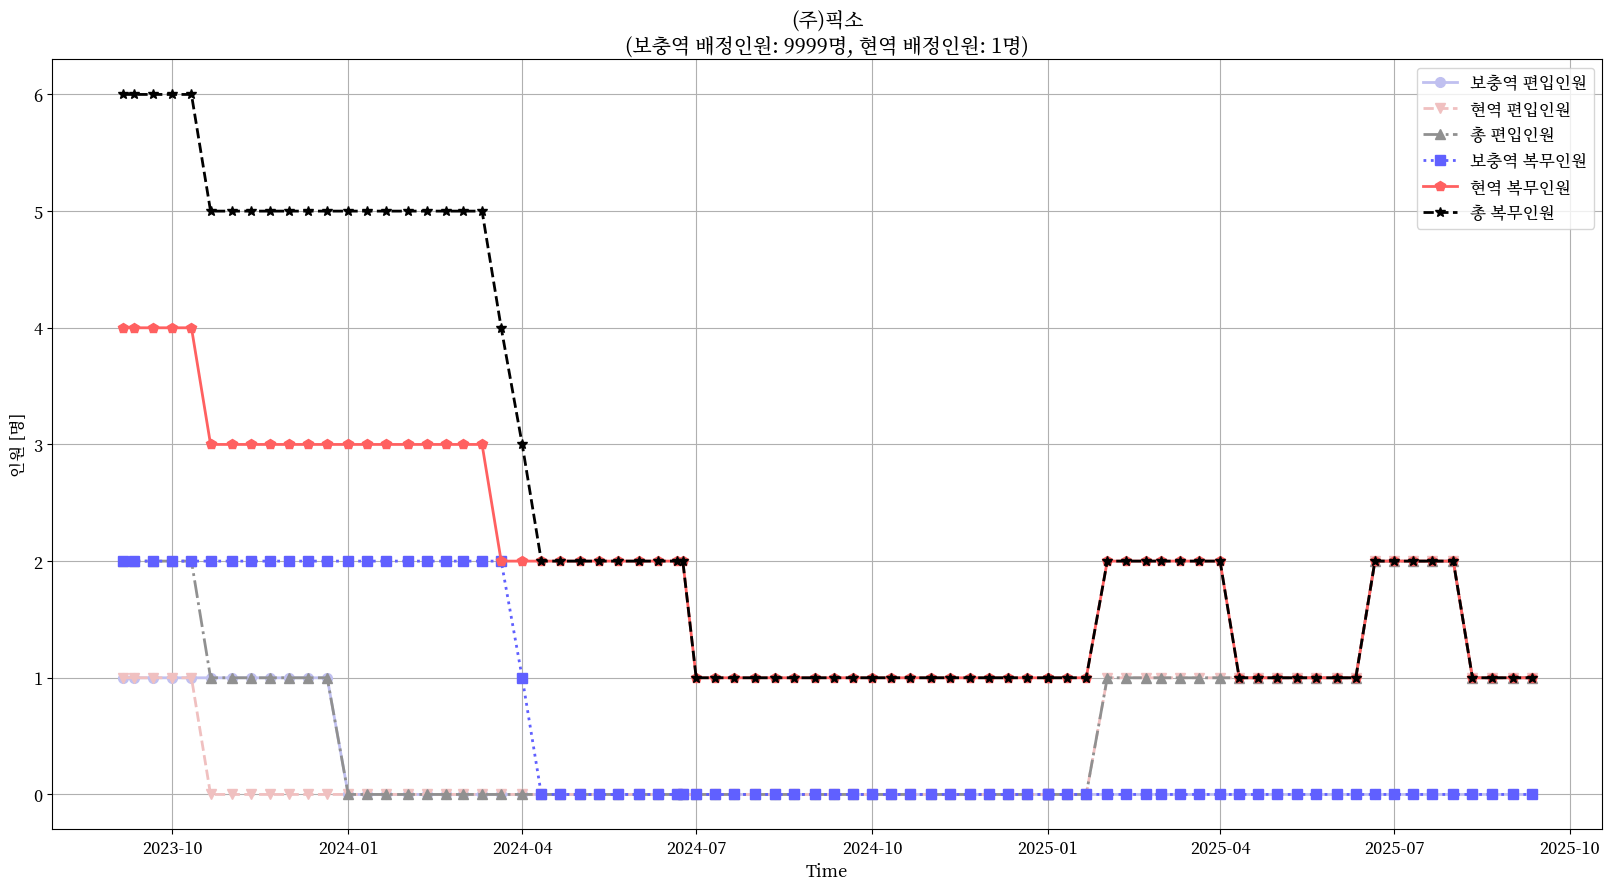 (주)픽소
(보충역 배정인원: 9999명, 현역 배정인원: 1명)
보충역 편입인원
현역 편입인원
총 편입인원
보충역 복무인원
현역 복무인원
총 복무인원
인원 [명]
6
5
4
3
2
1
0
2023-10
2024-01
2024-04
2024-07
2024-10
2025-01
2025-04
2025-07
2025-10
Time